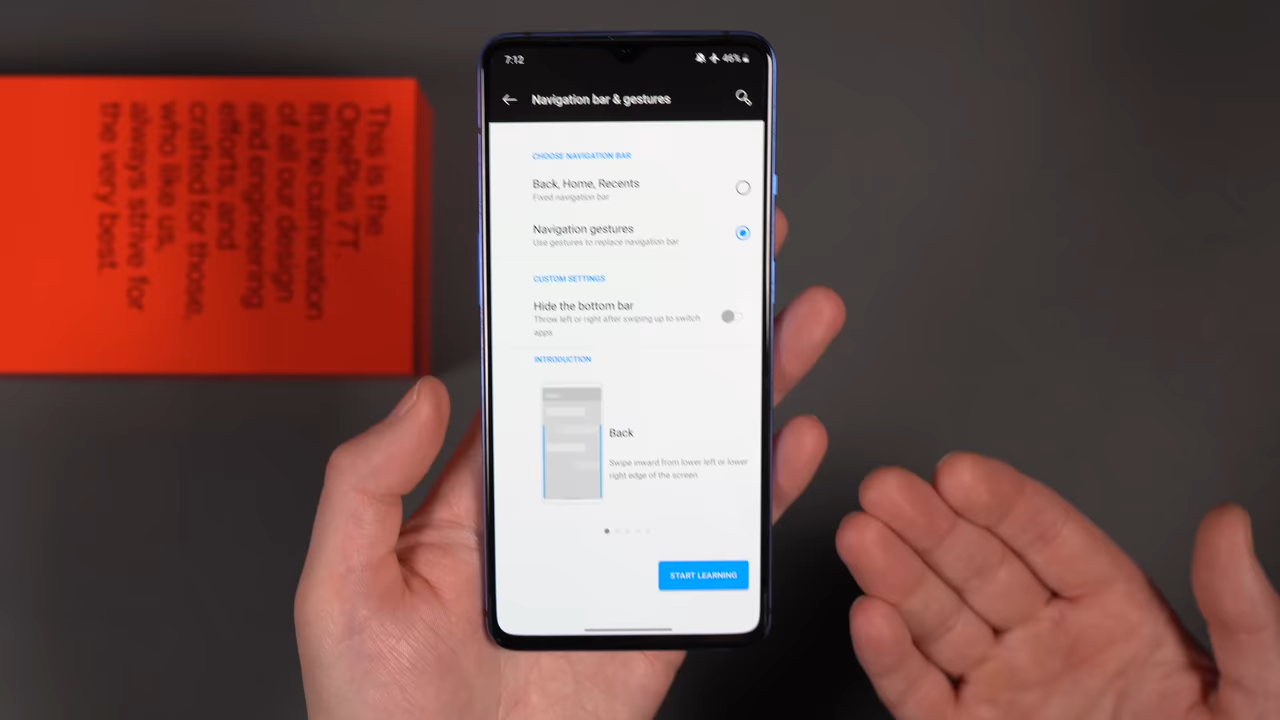 This is the
OnePlus 7T.
It's the culmination
of all our design
and engineering
efforts, and
crafted for those,
who like us,
always strive for
the very best.
7:12
46%
Navigation bar & gestures
CHOOSE NAVIGATION BAR
Back, Home, Recents
Fixed navigation bar
Navigation gestures
Use gestures to replace navigation bar
CUSTOM SETTINGS
Hide the bottom bar
Throw left or right after swiping up to switch
apps
INTRODUCTION
Back
Swipe inward from lower left or lower
right edge of the screen.
START LEARNING